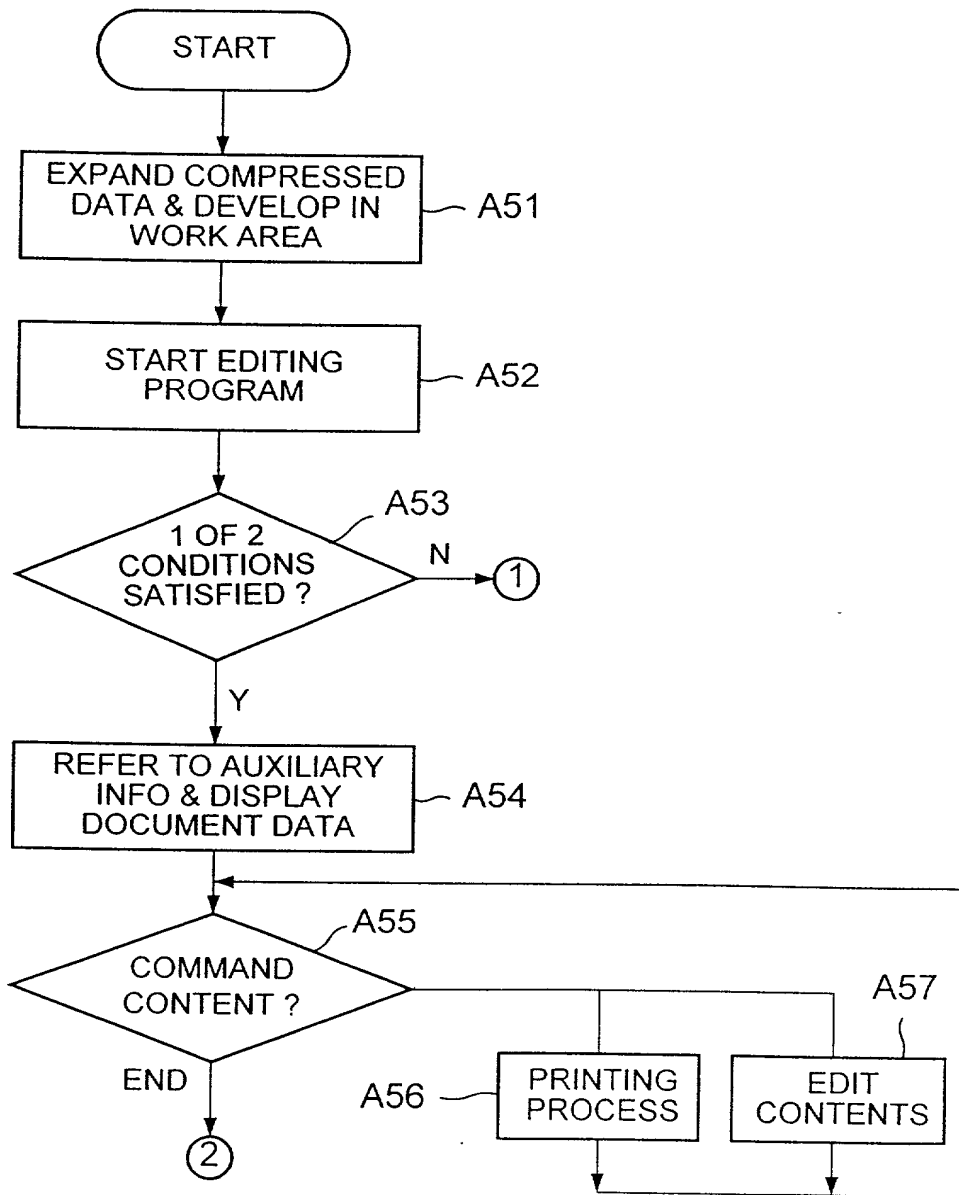 START
EXPAND COMPRESSED
DATA & DEVELOP IN
WORK AREA
A51
START EDITING
PROGRAM
A52
A53
1 OF 2
CONDITIONS
SATISFIED ?
N
1
Y
REFER TO AUXILIARY
INFO & DISPLAY
DOCUMENT DATA
A54
A55
COMMAND
CONTENT ?
END
2
A56
PRINTING
PROCESS
A57
EDIT
CONTENTS